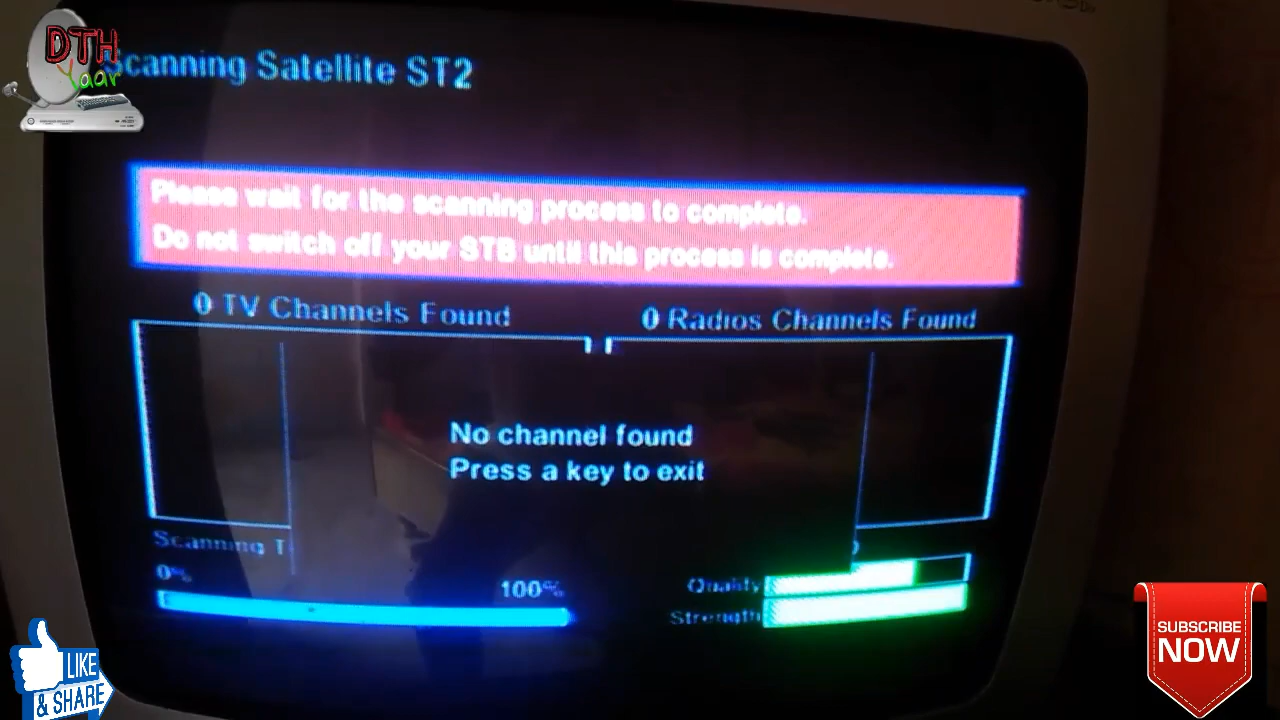 DTH
Yaar
Scanning Satellite ST2
Please wait for the scanning process to complete.
Do not switch off your STB until this process is complete.
0 TV Channels Found
0 Radios Channels Found
No channel found
Press a key to exit
Scanning T
0%
100%
Quality
Strength
LIKE
& SHARE
SUBSCRIBE
NOW